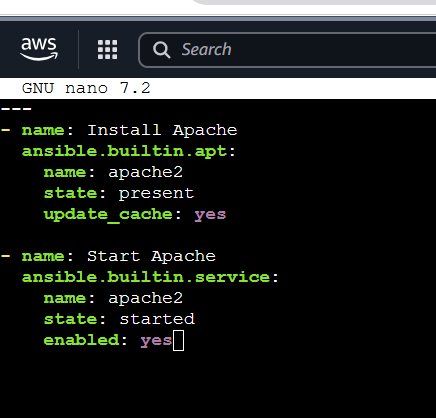 aws
Search
GNU nano 7.2
---
- name: Install Apache
  ansible.builtin.apt:
    name: apache2
    state: present
    update_cache: yes

- name: Start Apache
  ansible.builtin.service:
    name: apache2
    state: started
    enabled: yes